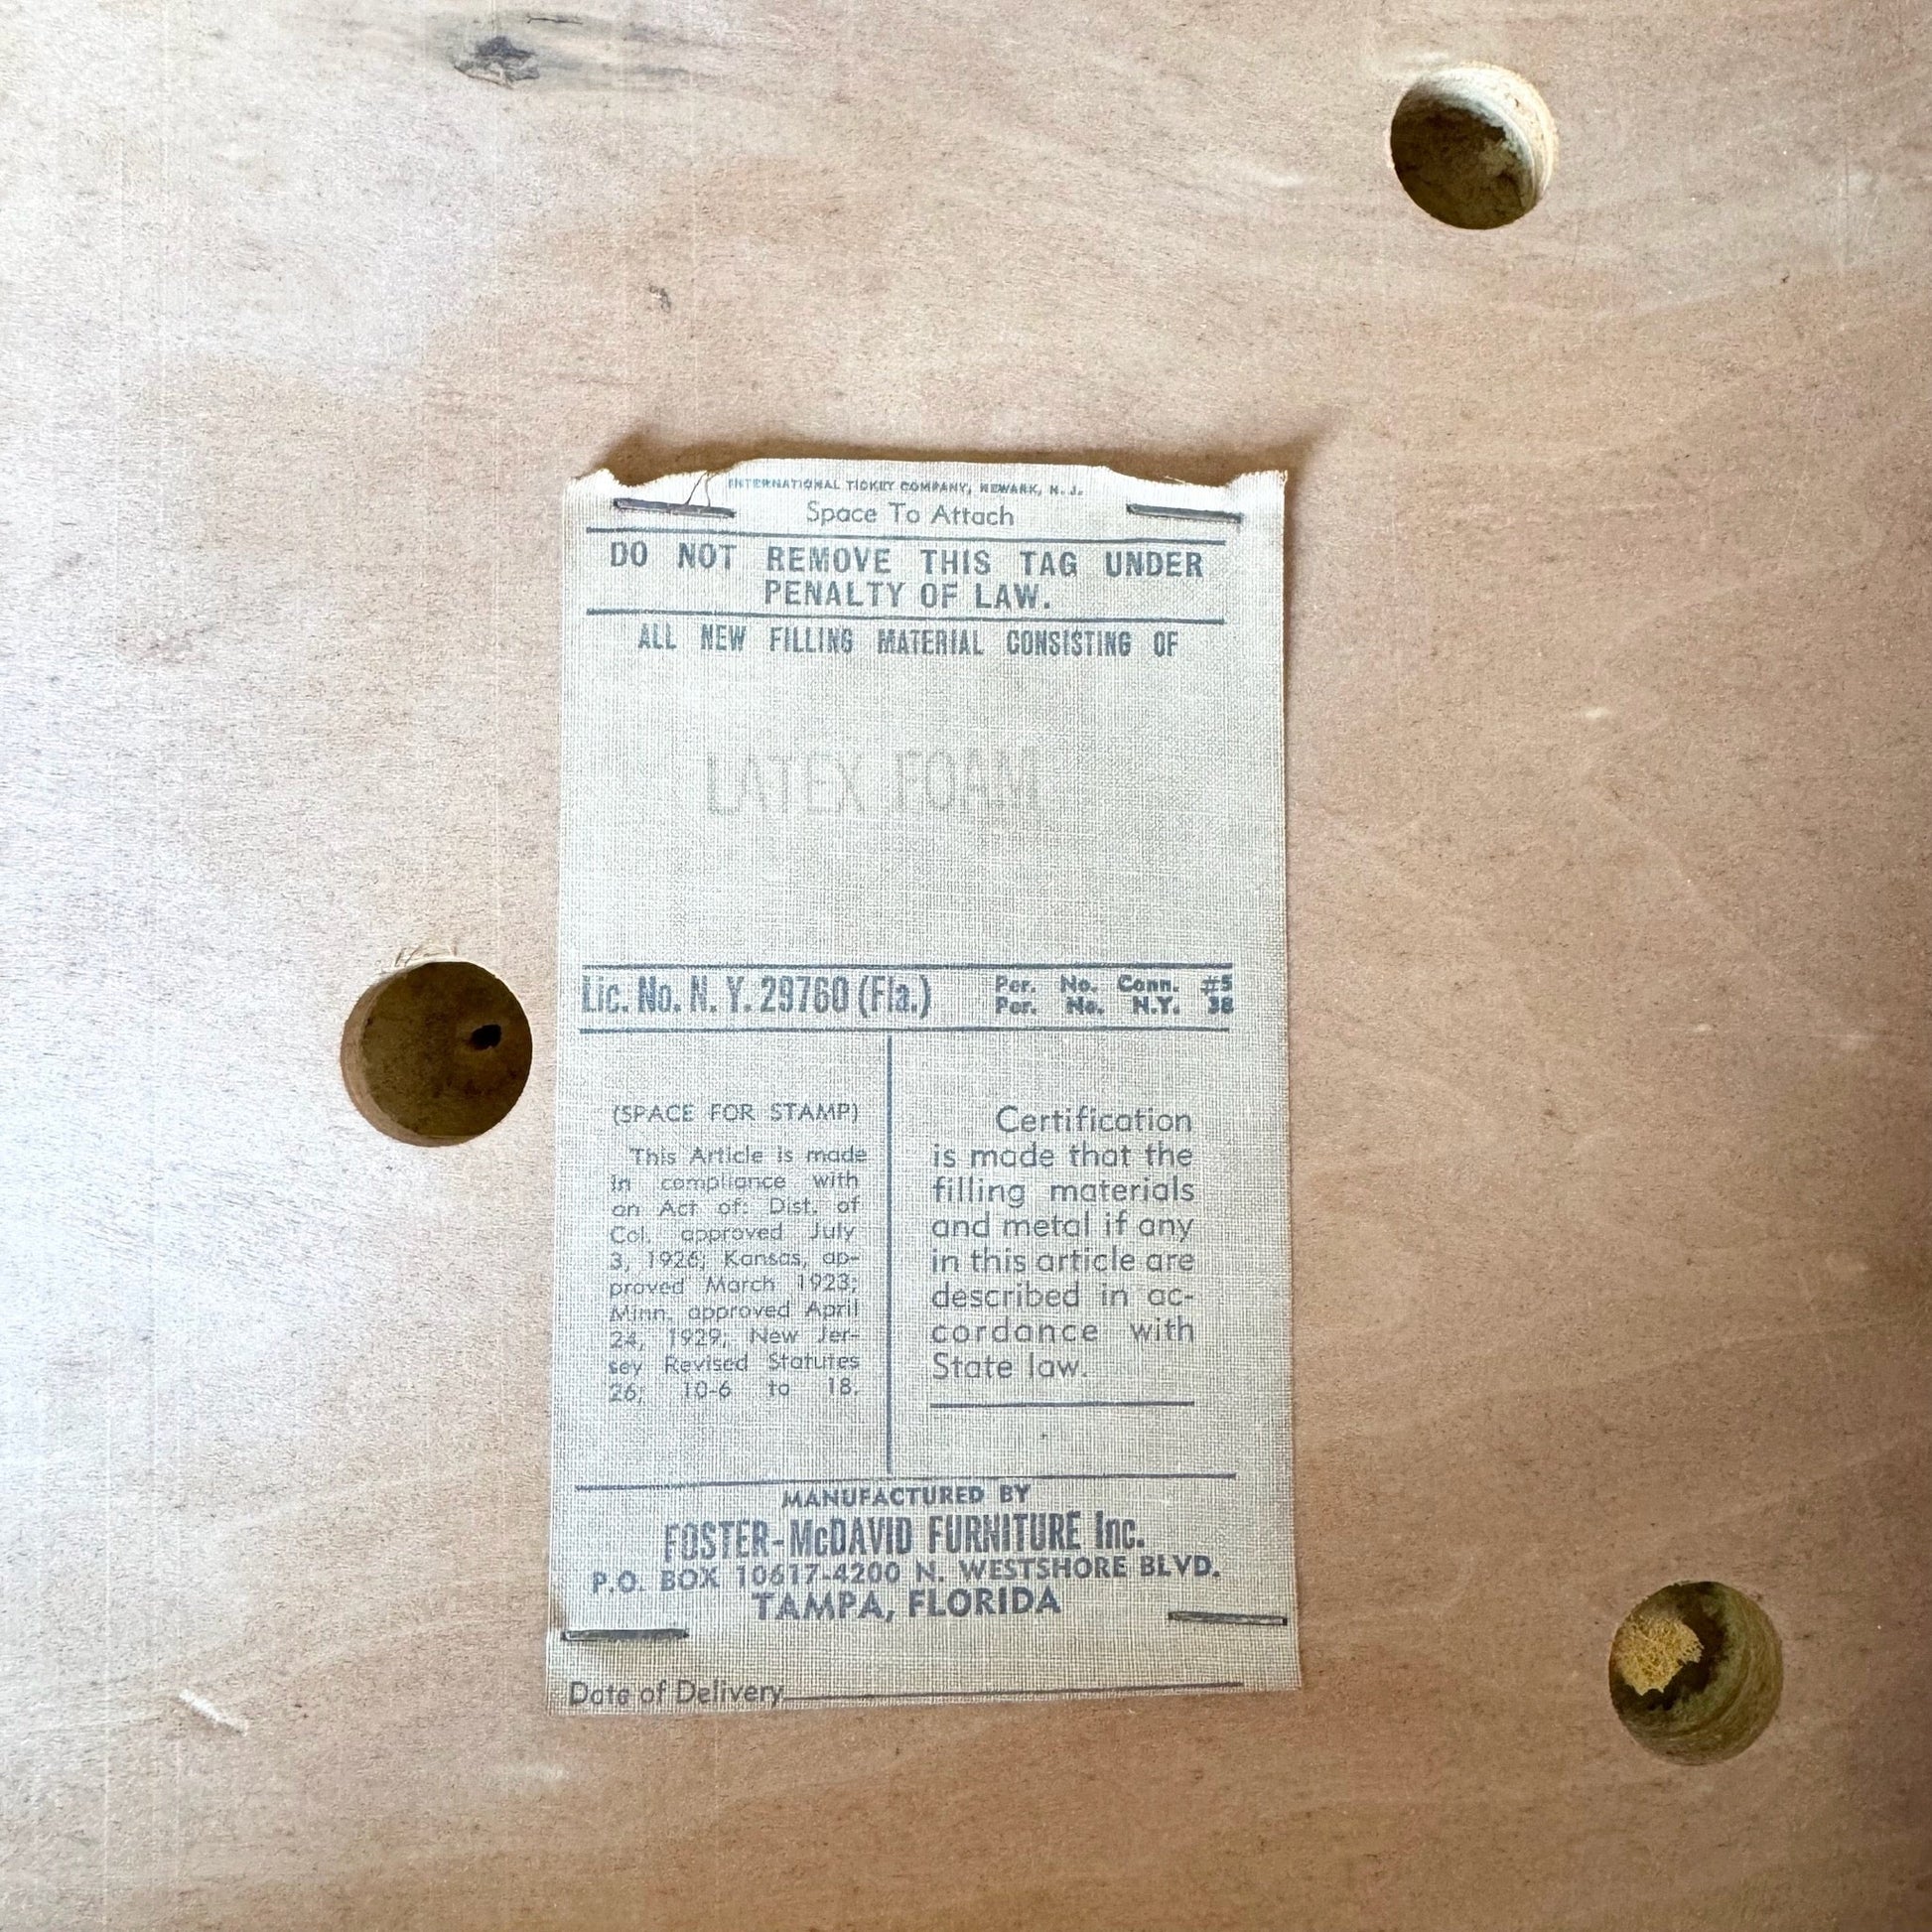 INTERNATIONAL TICKET COMPANY, NEWARK, N. J.
Space To Attach
DO NOT REMOVE THIS TAG UNDER
PENALTY OF LAW.
ALL NEW FILLING MATERIAL CONSISTING OF
LATEX FOAM
Lic. No. N. Y. 29760 (Fla.)
Per. No. Conn. #5
Per. No. N.Y. 38
(SPACE FOR STAMP)
This Article is made
in compliance with
an Act of: Dist. of
Col. approved July
3, 1926; Kansas, ap-
proved March 1923;
Minn. approved April
24, 1929; New Jer-
sey Revised Statutes
26; 10-6 to 18.
Certification
is made that the
filling materials
and metal if any
in this article are
described in ac-
cordance with
State law.
MANUFACTURED BY
FOSTER-McDAVID FURNITURE Inc.
P.O. BOX 10617-4200 N. WESTSHORE BLVD.
TAMPA, FLORIDA
Date of Delivery